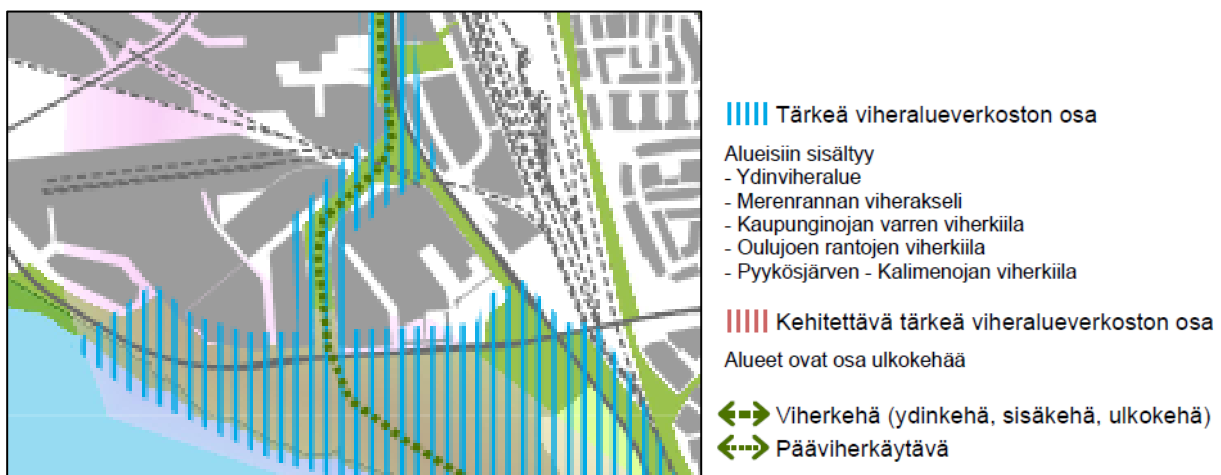 Tärkeä viheralueverkoston osa
Alueisiin sisältyy
- Ydinviheralue
- Merenrannan viherakseli
- Kaupunginojan varren viherkiila
- Oulujoen rantojen viherkiila
- Pyykösjärven - Kalimenojan viherkiila
Kehitettävä tärkeä viheralueverkoston osa
Alueet ovat osa ulkokehää
Viherkehä (ydinkehä, sisäkehä, ulkokehä)
Pääviherkäytävä